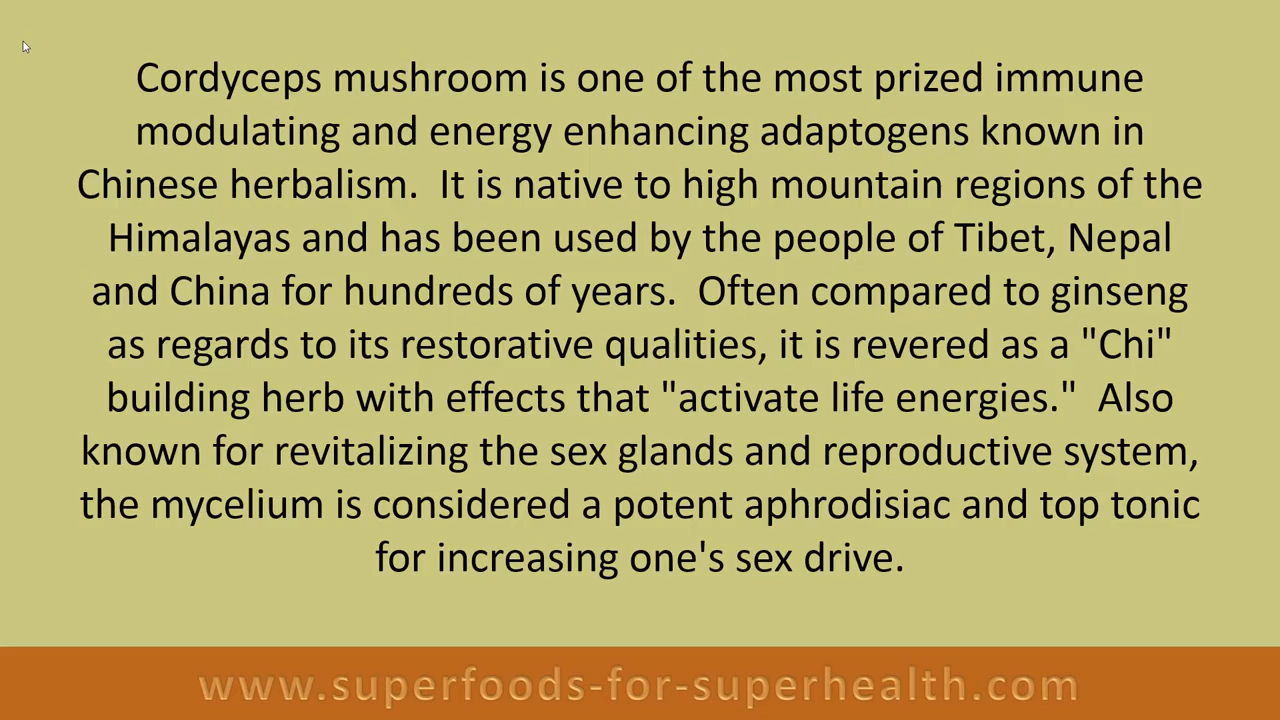 Cordyceps mushroom is one of the most prized immune
modulating and energy enhancing adaptogens known in
Chinese herbalism.  It is native to high mountain regions of the
Himalayas and has been used by the people of Tibet, Nepal
and China for hundreds of years.  Often compared to ginseng
as regards to its restorative qualities, it is revered as a "Chi"
building herb with effects that "activate life energies."  Also
known for revitalizing the sex glands and reproductive system,
the mycelium is considered a potent aphrodisiac and top tonic
for increasing one's sex drive.
www.superfoods-for-superhealth.com